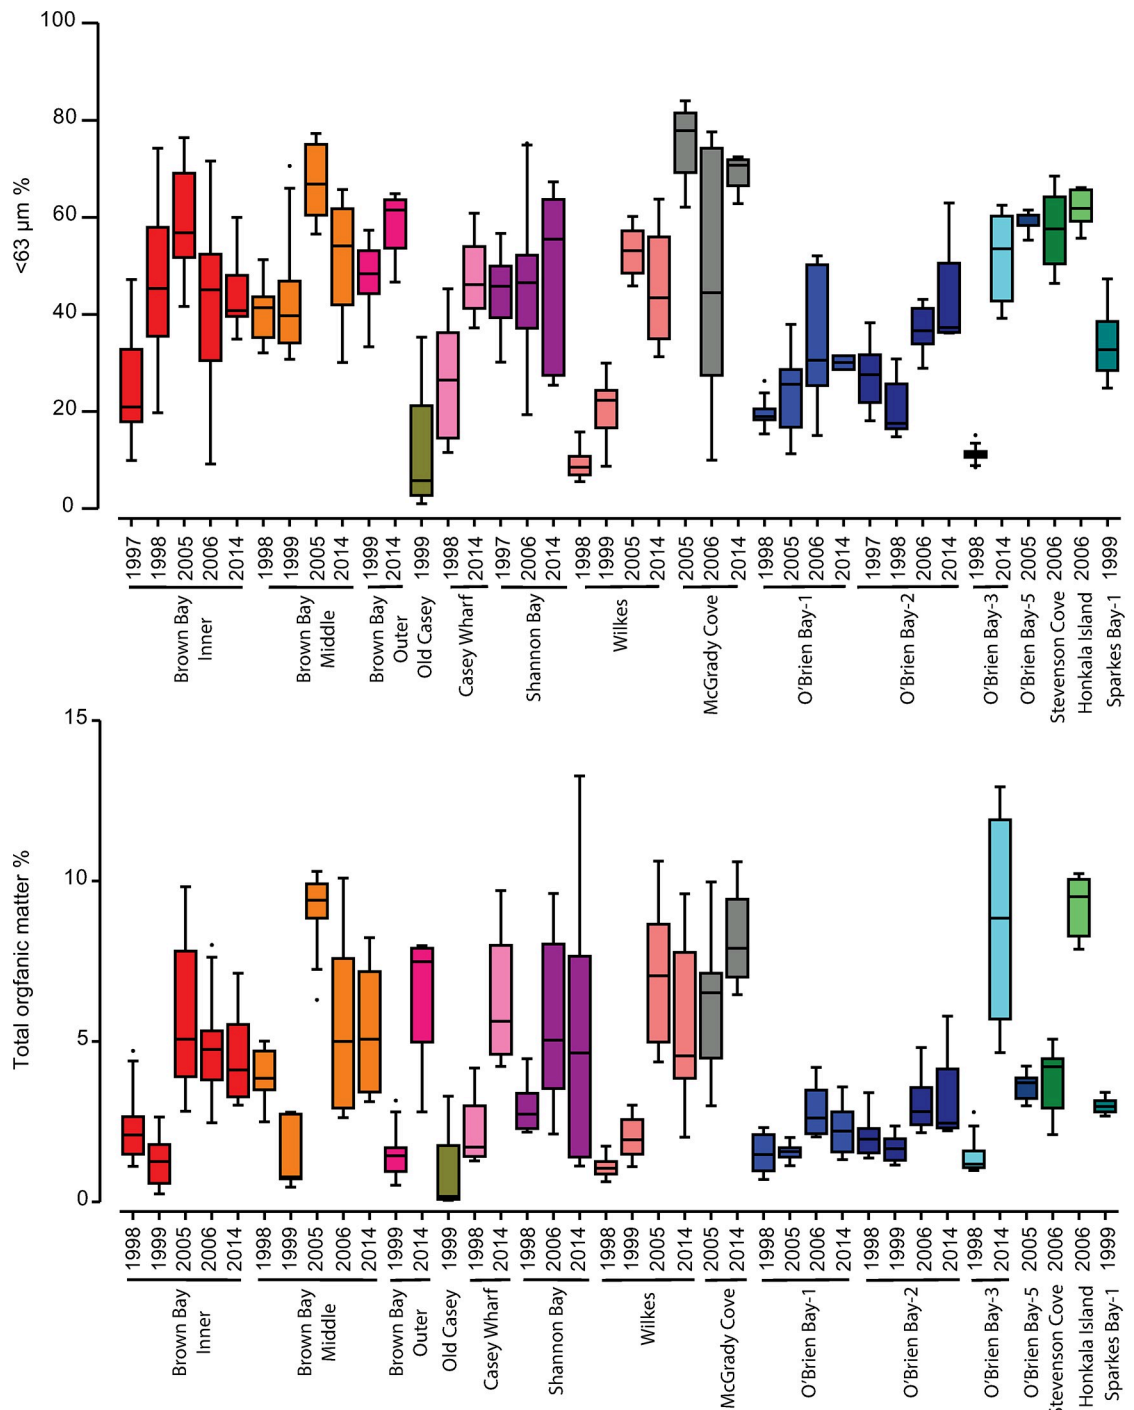 100
80
60
40
20
0
<63 µm %
1997
1998
2005
2006
2014
1998
1999
2005
2014
1999
2014
1999
1998
2014
1997
2006
2014
1998
1999
2005
2014
2005
2006
2014
1998
2005
2006
2014
1997
1998
2006
2014
1998
2014
2005
2006
2006
1999
Brown Bay
Inner
Brown Bay
Middle
Brown Bay
Outer
Old Casey
Casey Wharf
Shannon Bay
Wilkes
McGrady Cove
O'Brien Bay-1
O'Brien Bay-2
O'Brien Bay-3
O'Brien Bay-5
Stevenson Cove
Honkala Island
Sparkes Bay-1
15
10
5
0
Total orgfanic matter %
1998
1999
2005
2006
2014
1998
1999
2005
2006
2014
1999
2014
1999
1998
2014
1998
2006
2014
1998
1999
2005
2014
2005
2014
1998
2005
2006
2014
1998
1999
2006
2014
1998
2014
2005
2006
2006
1999
Brown Bay
Inner
Brown Bay
Middle
Brown Bay
Outer
Old Casey
Casey Wharf
Shannon Bay
Wilkes
McGrady Cove
O'Brien Bay-1
O'Brien Bay-2
O'Brien Bay-3
O'Brien Bay-5
Stevenson Cove
Honkala Island
Sparkes Bay-1